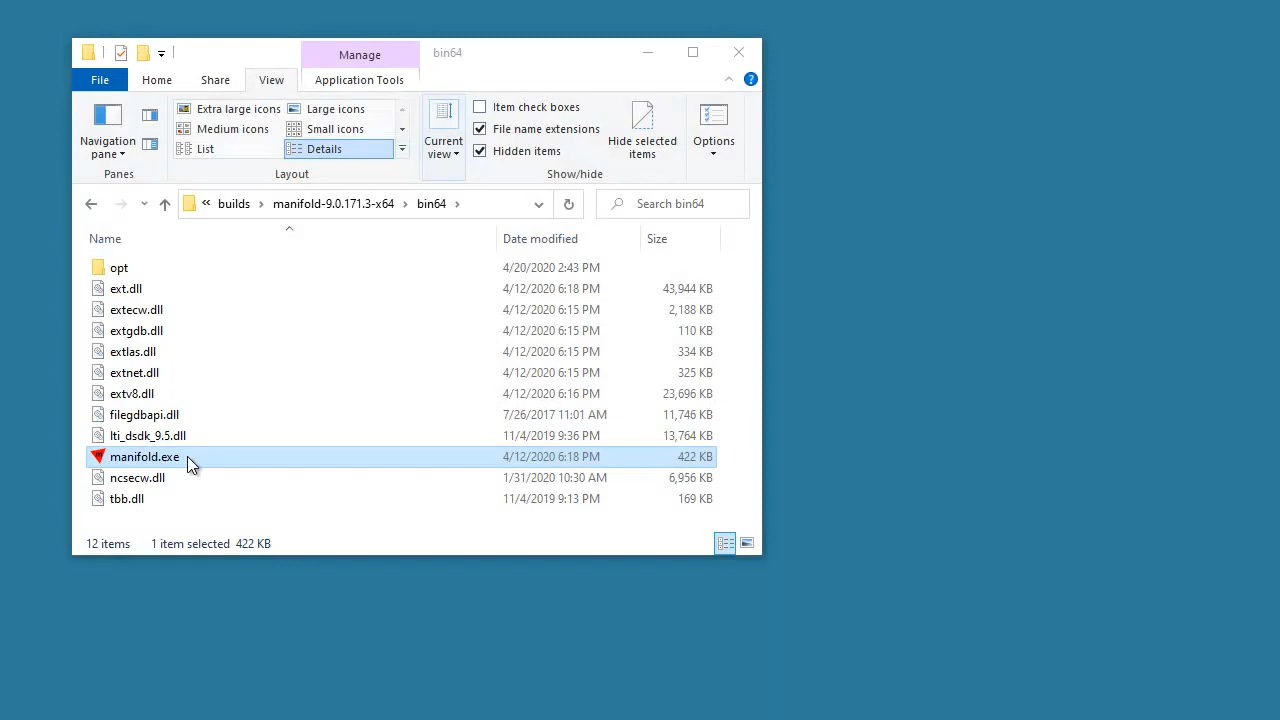 Manage
bin64
File
Home
Share
View
Application Tools
Navigation pane
Extra large icons
Large icons
Medium icons
Small icons
List
Details
Current view
Item check boxes
File name extensions
Hidden items
Hide selected items
Options
Panes
Layout
Show/hide
« builds > manifold-9.0.171.3-x64 > bin64 >
Search bin64
Name Date modified Size
opt 4/20/2020 2:43 PM
ext.dll 4/12/2020 6:18 PM 43,944 KB
extecw.dll 4/12/2020 6:15 PM 2,188 KB
extgdb.dll 4/12/2020 6:15 PM 110 KB
extlas.dll 4/12/2020 6:15 PM 334 KB
extnet.dll 4/12/2020 6:15 PM 325 KB
extv8.dll 4/12/2020 6:16 PM 23,696 KB
filegdbapi.dll 7/26/2017 11:01 AM 11,746 KB
lti_dsdk_9.5.dll 11/4/2019 9:36 PM 13,764 KB
manifold.exe 4/12/2020 6:18 PM 422 KB
ncsecw.dll 1/31/2020 10:30 AM 6,956 KB
tbb.dll 11/4/2019 9:13 PM 169 KB
12 items 1 item selected 422 KB